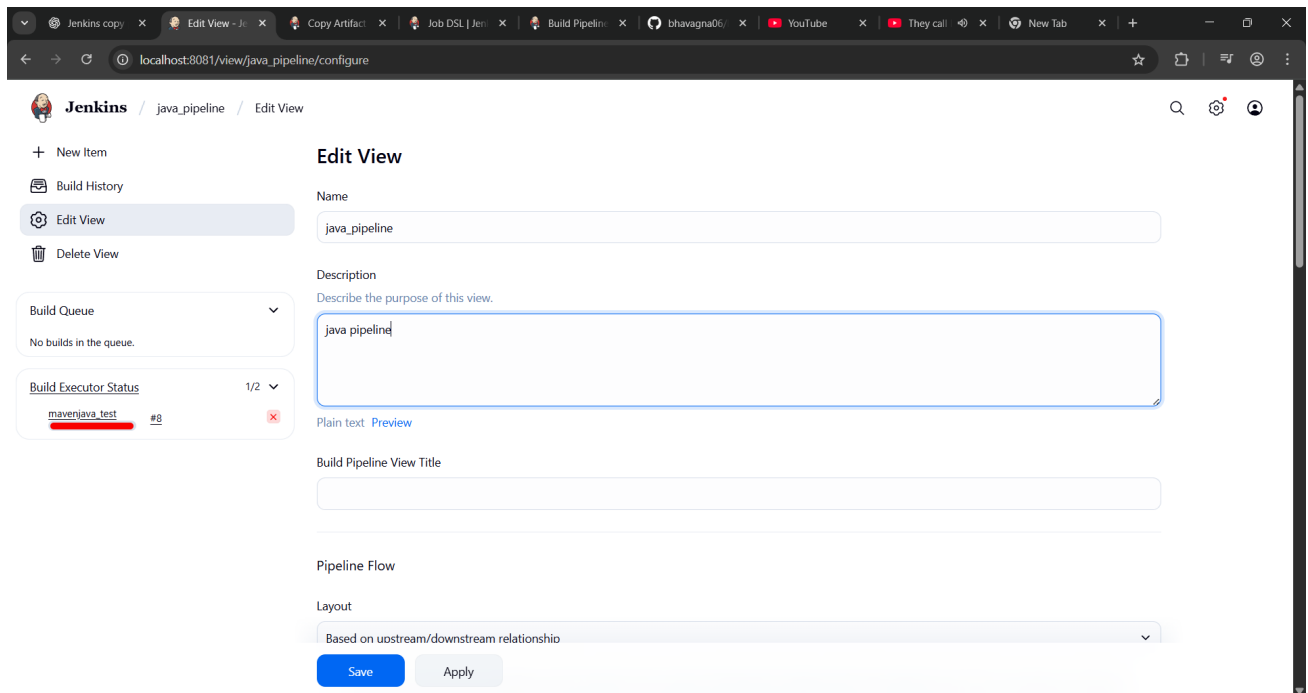 Jenkins copy
Edit View - Je
Copy Artifact
Job DSL | Jen
Build Pipeline
bhavagna06/
YouTube
They call
New Tab
localhost:8081/view/java_pipeline/configure
Jenkins / java_pipeline / Edit View
New Item
Build History
Edit View
Delete View
Build Queue
No builds in the queue.
Build Executor Status 1/2
mavenjava_test #8
Edit View
Name
java_pipeline
Description
Describe the purpose of this view.
java pipeline
Plain text Preview
Build Pipeline View Title
Pipeline Flow
Layout
Based on upstream/downstream relationship
Save Apply